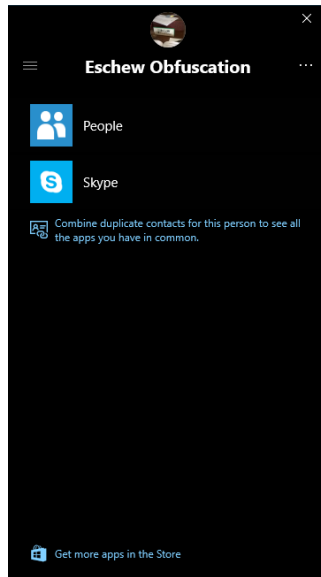 Eschew Obfuscation
People
Skype
Combine duplicate contacts for this person to see all
the apps you have in common.
Get more apps in the Store